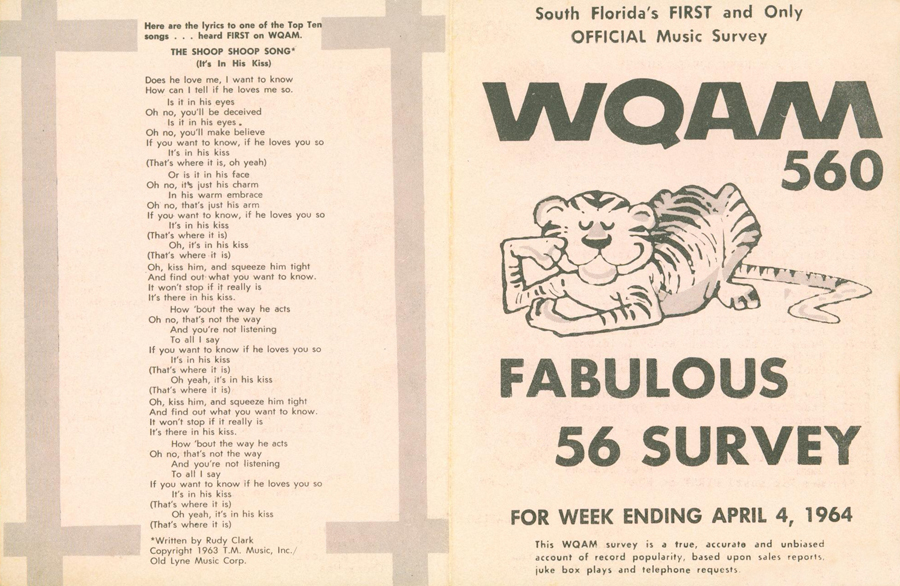 Here are the lyrics to one of the Top Ten
songs . . . heard FIRST on WQAM.
THE SHOOP SHOOP SONG*
(It's In His Kiss)
Does he love me, I want to know
How can I tell if he loves me so.
Is it in his eyes
Oh no, you'll be deceived
Is it in his eyes.
Oh no, you'll make believe
If you want to know, if he loves you so
It's in his kiss
(That's where it is, oh yeah)
Or is it in his face
Oh no, it's just his charm
In his warm embrace
Oh no, that's just his arm
If you want to know, if he loves you so
It's in his kiss
(That's where it is)
Oh, it's in his kiss
(That's where it is)
Oh, kiss him, and squeeze him tight
And find out what you want to know.
It won't stop if it really is
It's there in his kiss.
How 'bout the way he acts
Oh no, that's not the way
And you're not listening
To all I say
If you want to know if he loves you so
It's in his kiss
(That's where it is)
Oh yeah, it's in his kiss
(That's where it is)
Oh, kiss him, and squeeze him tight
And find out what you want to know.
It won't stop if it really is
It's there in his kiss.
How 'bout the way he acts
Oh no, that's not the way
And you're not listening
To all I say
If you want to know if he loves you so
It's in his kiss
(That's where it is)
Oh yeah, it's in his kiss
(That's where it is)
*Written by Rudy Clark
Copyright 1963 T.M. Music, Inc./
Old Lyne Music Corp.
South Florida's FIRST and Only
OFFICIAL Music Survey
WQAM
560
FABULOUS
56 SURVEY
FOR WEEK ENDING APRIL 4, 1964
This WQAM survey is a true, accurate and unbiased
account of record popularity, based upon sales reports,
juke box plays and telephone requests.